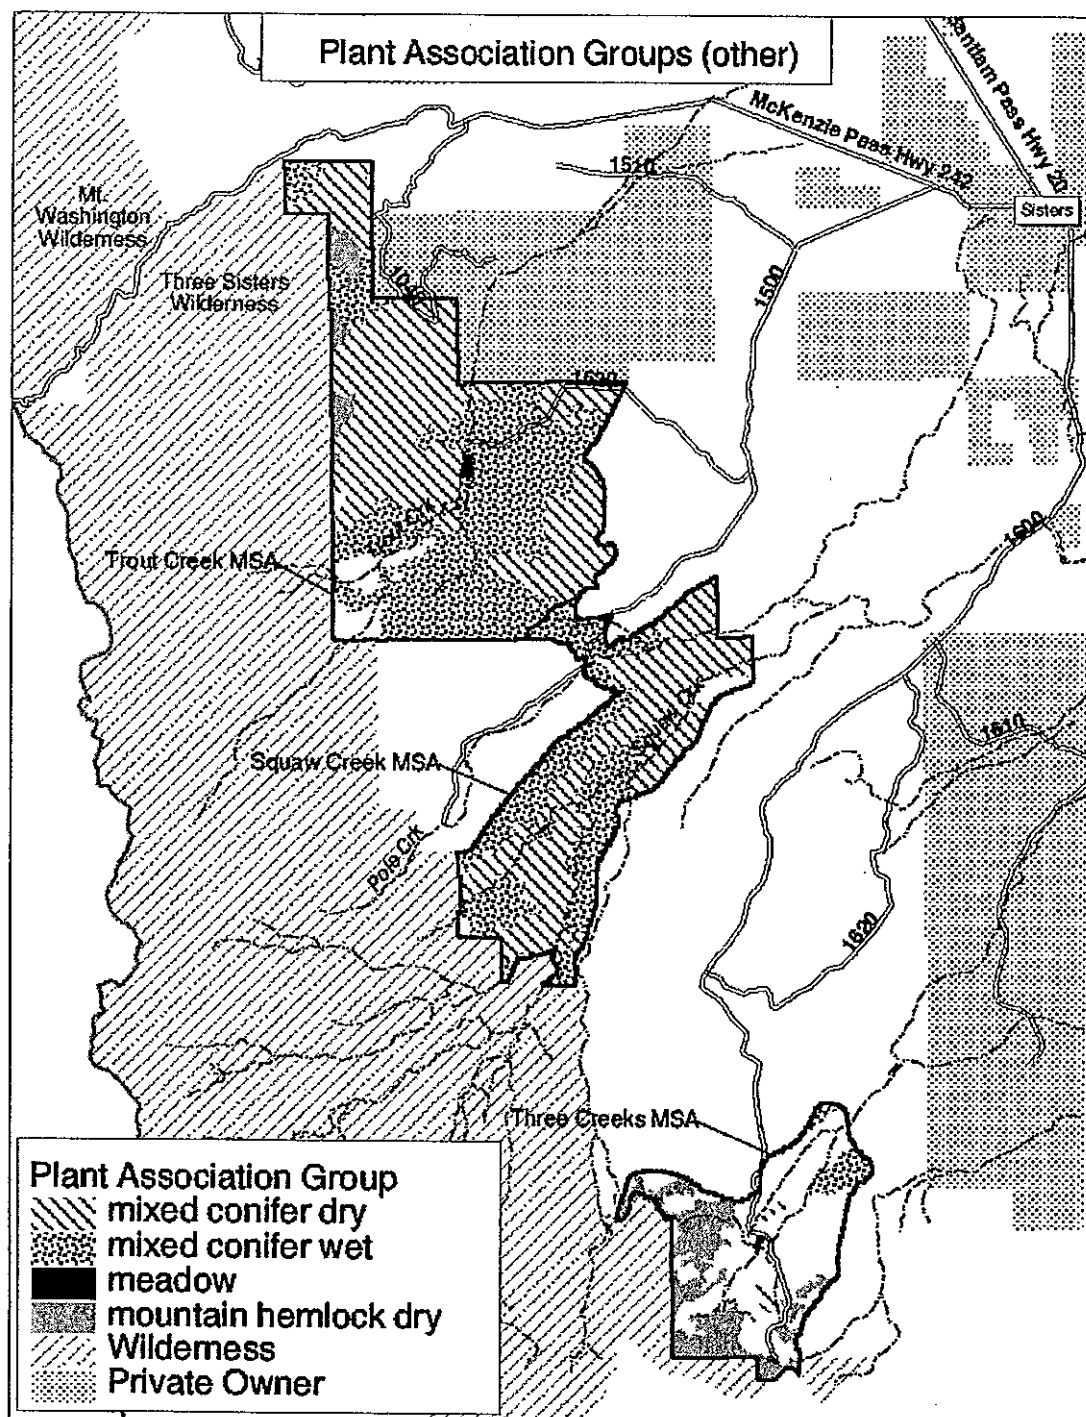 Plant Association Groups (other)
Santiam Pass Hwy 20
McKenzie Pass Hwy 242
1510
Sisters
Mt.
Washington
Wilderness
Three Sisters
Wilderness
1500
1600
Trout Creek MSA
Squaw Creek MSA
1610
Pole Crk
1620
Three Creeks MSA
Plant Association Group
mixed conifer dry
mixed conifer wet
meadow
mountain hemlock dry
Wilderness
Private Owner